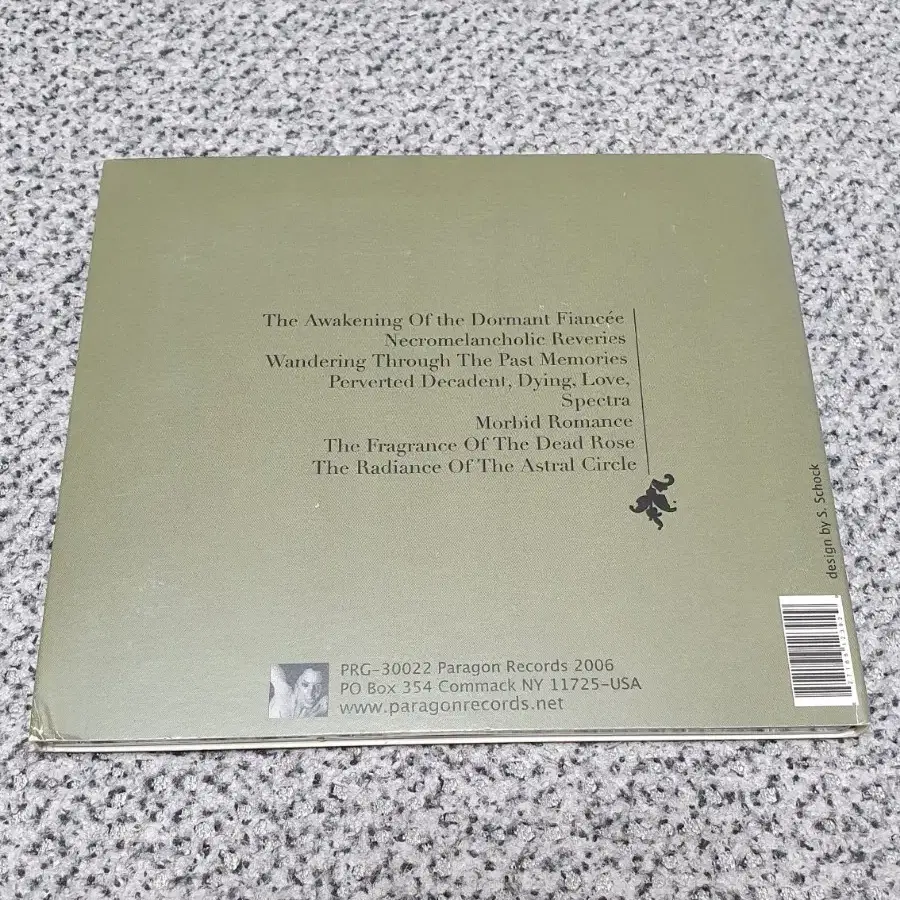 The Awakening Of the Dormant Fiancée
Necromelancholic Reveries
Wandering Through The Past Memories
Perverted Decadent, Dying, Love,
Spectra
Morbid Romance
The Fragrance Of The Dead Rose
The Radiance Of The Astral Circle
design by S. Schock
PRG-30022 Paragon Records 2006
PO Box 354 Commack NY 11725-USA
www.paragonrecords.net